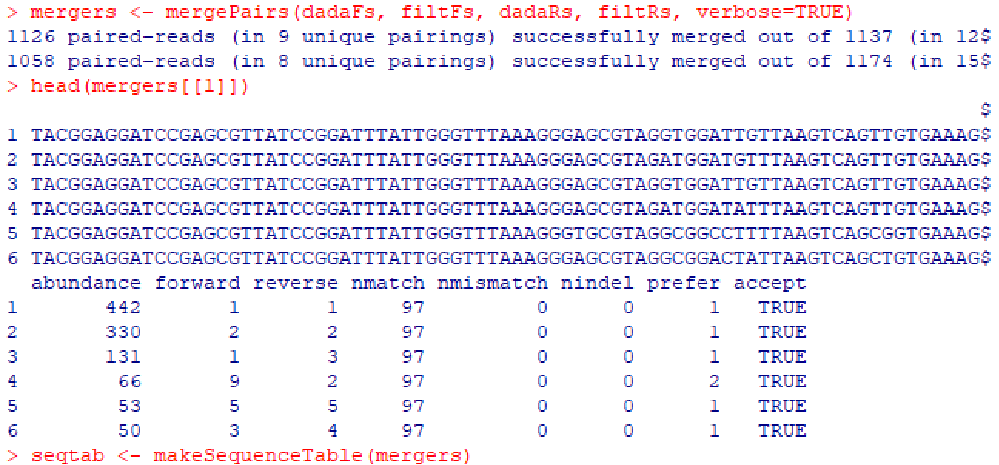 > mergers <- mergePairs(dadaFs, filtFs, dadaRs, filtRs, verbose=TRUE)
1126 paired-reads (in 9 unique pairings) successfully merged out of 1137 (in 12$
1058 paired-reads (in 8 unique pairings) successfully merged out of 1174 (in 15$
> head(mergers[[1]])
$
1 TACGGAGGATCCGAGCGTTATCCGGATTTATTGGGTTTAAAGGGAGCGTAGGTGGATTGTTAAGTCAGTTGTGAAAG$
2 TACGGAGGATCCGAGCGTTATCCGGATTTATTGGGTTTAAAGGGAGCGTAGATGGATGTTTAAGTCAGTTGTGAAAG$
3 TACGGAGGATCCGAGCGTTATCCGGATTTATTGGGTTTAAAGGGAGCGTAGGTGGATTGTTAAGTCAGTTGTGAAAG$
4 TACGGAGGATCCGAGCGTTATCCGGATTTATTGGGTTTAAAGGGAGCGTAGATGGATATTTAAGTCAGTTGTGAAAG$
5 TACGGAGGATCCGAGCGTTATCCGGATTTATTGGGTTTAAAGGGTGCGTAGGCGGCCTTTTAAGTCAGCGGTGAAAG$
6 TACGGAGGATCCGAGCGTTATCCGGATTTATTGGGTTTAAAGGGAGCGTAGGCGGACTATTAAGTCAGCTGTGAAAG$
abundance forward reverse nmatch nmismatch nindel prefer accept
1 442 1 1 97 0 0 1 TRUE
2 330 2 2 97 0 0 1 TRUE
3 131 1 3 97 0 0 1 TRUE
4 66 9 2 97 0 0 2 TRUE
5 53 5 5 97 0 0 1 TRUE
6 50 3 4 97 0 0 1 TRUE
> seqtab <- makeSequenceTable(mergers)